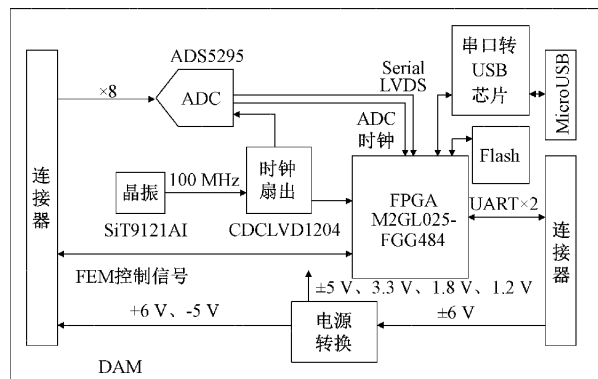 ADS5295
×8
ADC
Serial
LVDS
串口转
USB
芯片
MicroUSB
ADC
时钟
Flash
连接器
晶振
100 MHz
时钟
扇出
SiT9121AI
CDCLVD1204
FPGA
M2GL025-
FGG484
UART×2
连接器
FEM控制信号
±5 V、3.3 V、1.8 V、1.2 V
+6 V、-5 V
电源
转换
±6 V
DAM